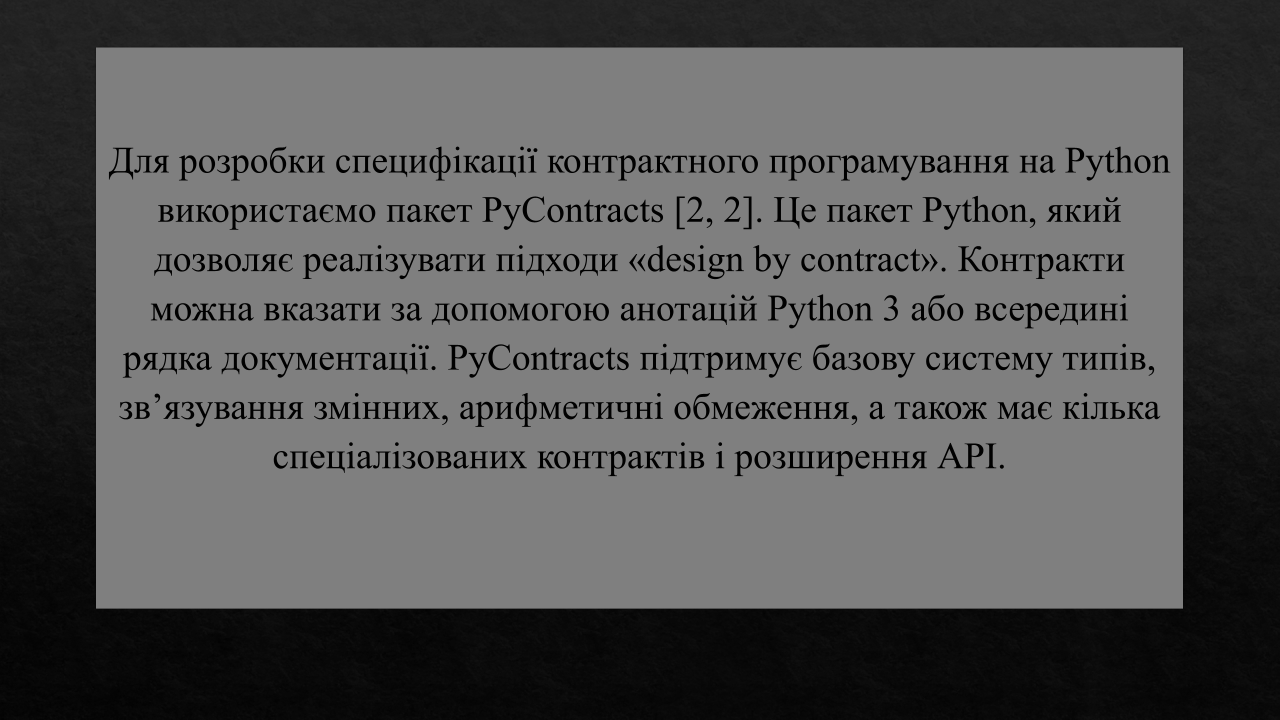 Для розробки специфікації контрактного програмування на Python
використаємо пакет PyContracts [2, 2]. Це пакет Python, який
дозволяє реалізувати підходи «design by contract». Контракти
можна вказати за допомогою анотацій Python 3 або всередині
рядка документації. PyContracts підтримує базову систему типів,
зв’язування змінних, арифметичні обмеження, а також має кілька
спеціалізованих контрактів і розширення API.